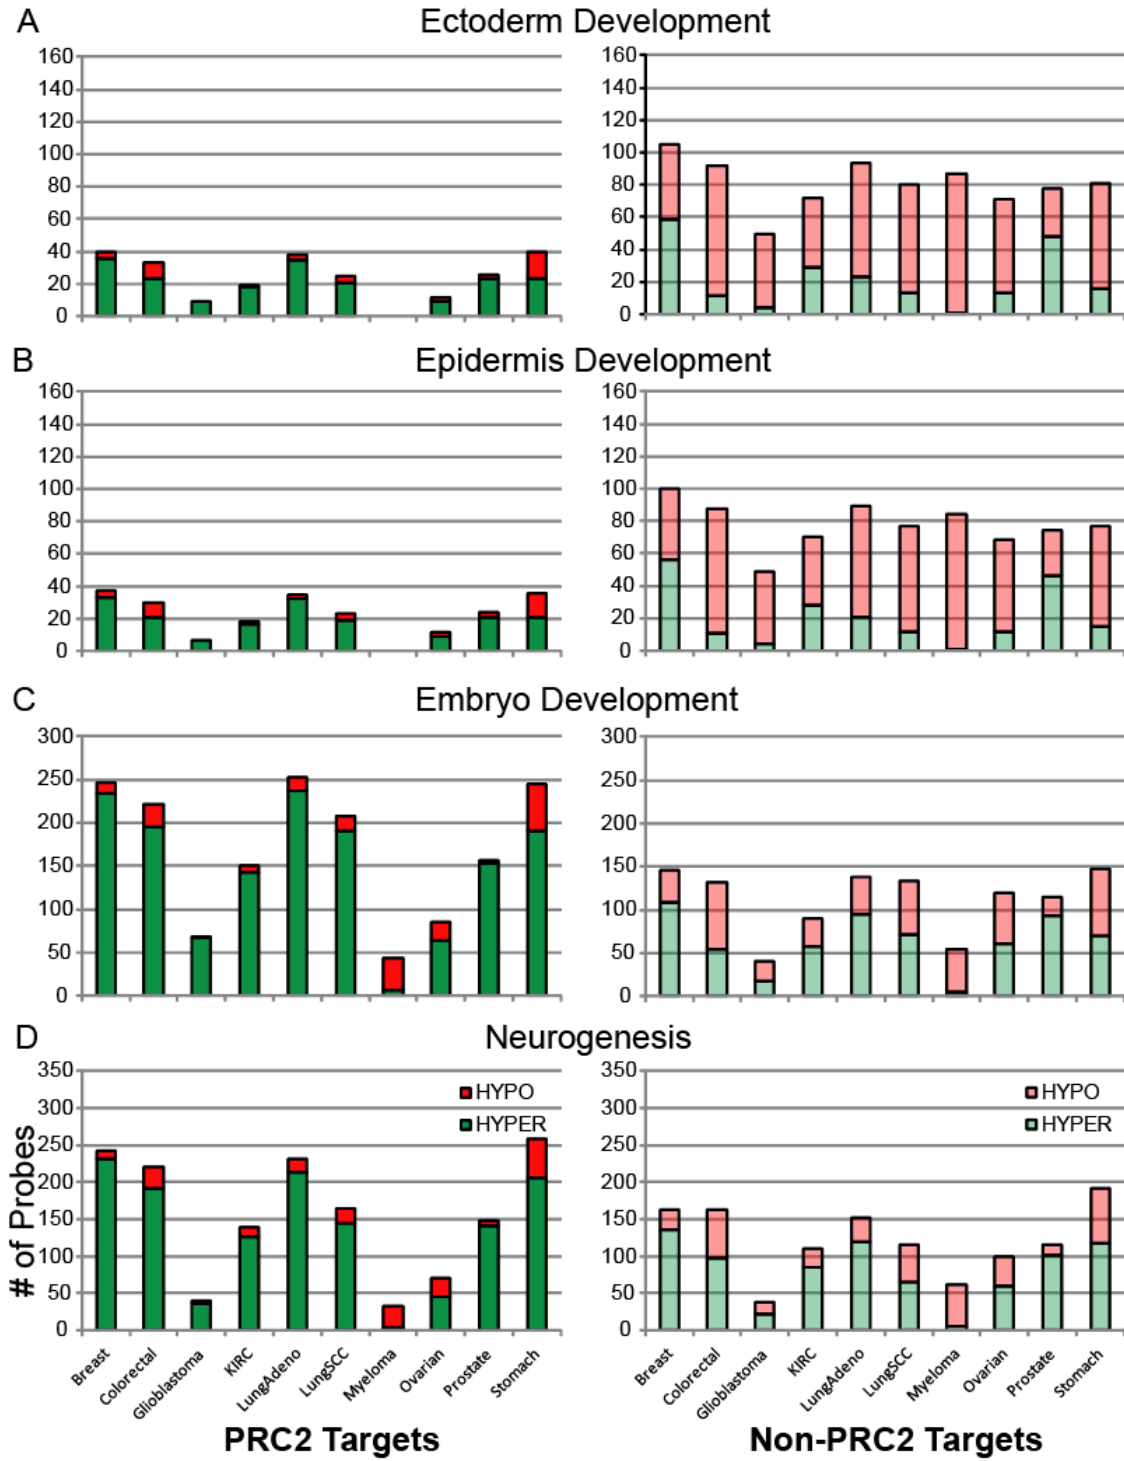 A
Ectoderm Development
160
140
120
100
80
60
40
20
0
160
140
120
100
80
60
40
20
0
B
Epidermis Development
160
140
120
100
80
60
40
20
0
160
140
120
100
80
60
40
20
0
C
Embryo Development
300
250
200
150
100
50
0
300
250
200
150
100
50
0
D
Neurogenesis
# of Probes
350
300
250
200
150
100
50
0
HYPO
HYPER
350
300
250
200
150
100
50
0
HYPO
HYPER
Breast
Colorectal
Glioblastoma
KIRC
LungAdeno
LungSCC
Myeloma
Ovarian
Prostate
Stomach
Breast
Colorectal
Glioblastoma
KIRC
LungAdeno
LungSCC
Myeloma
Ovarian
Prostate
Stomach
PRC2 Targets
Non-PRC2 Targets